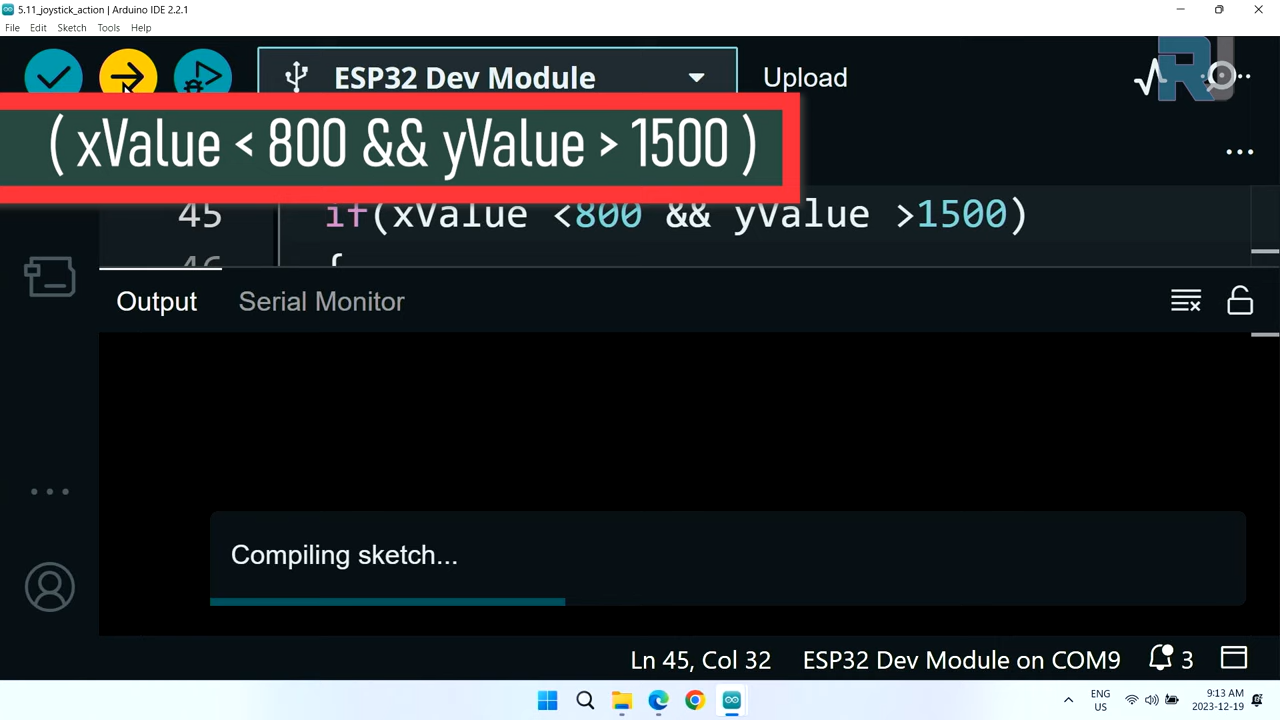 5.11_joystick_action | Arduino IDE 2.2.1
File Edit Sketch Tools Help
ESP32 Dev Module
Upload
( xValue < 800 && yValue > 1500 )
45 if(xValue <800 && yValue >1500)
46 {
Output Serial Monitor
Compiling sketch...
Ln 45, Col 32 ESP32 Dev Module on COM9 3
ENG
US
9:13 AM
2023-12-19